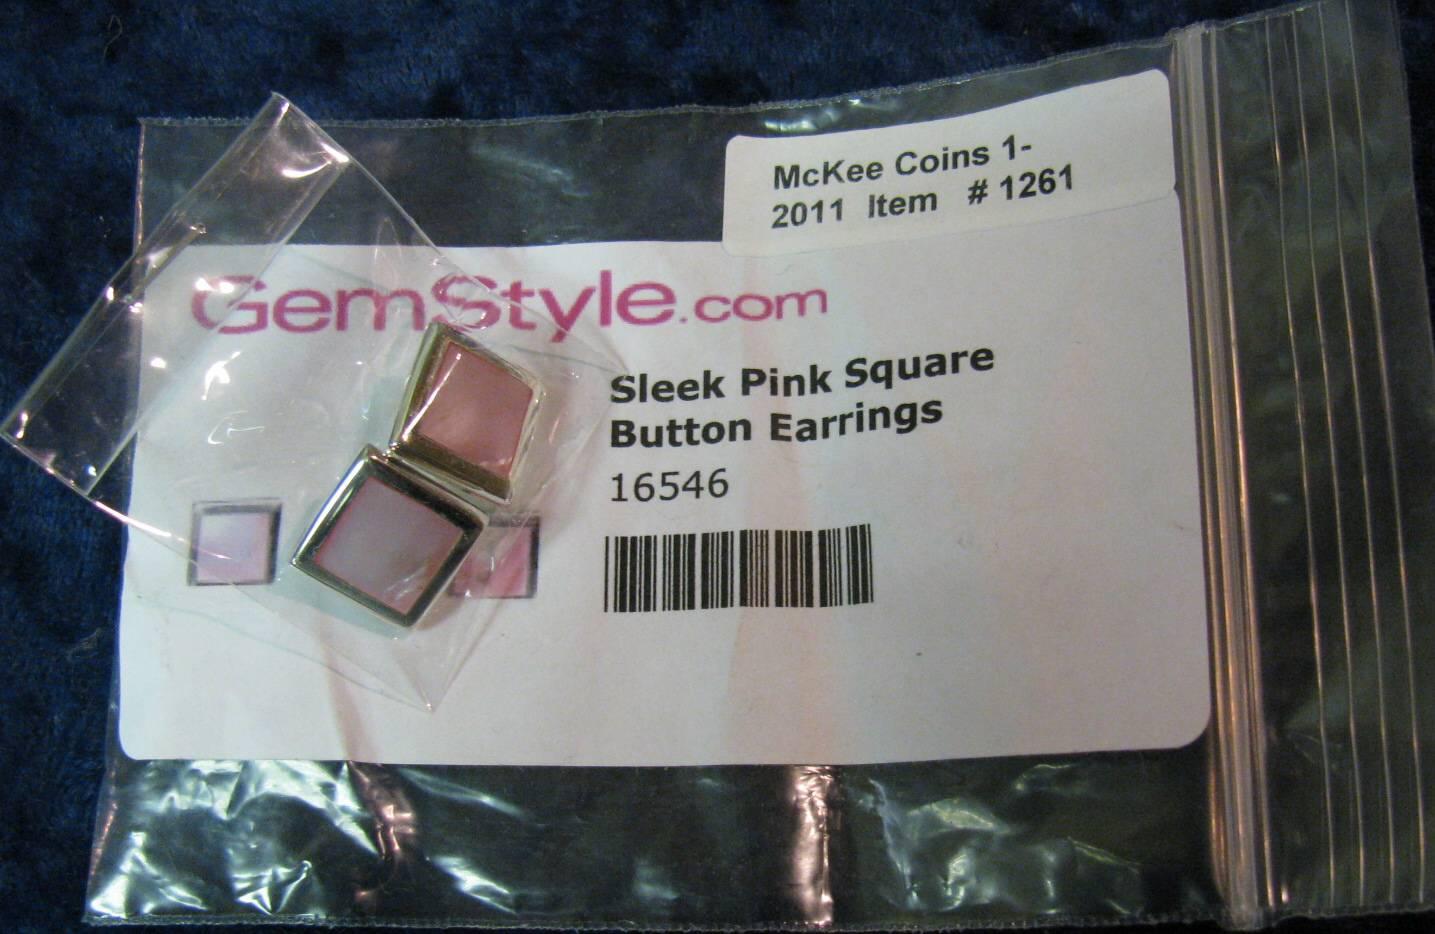 McKee Coins 1-
2011 Item # 1261
GemStyle.com
Sleek Pink Square
Button Earrings
16546